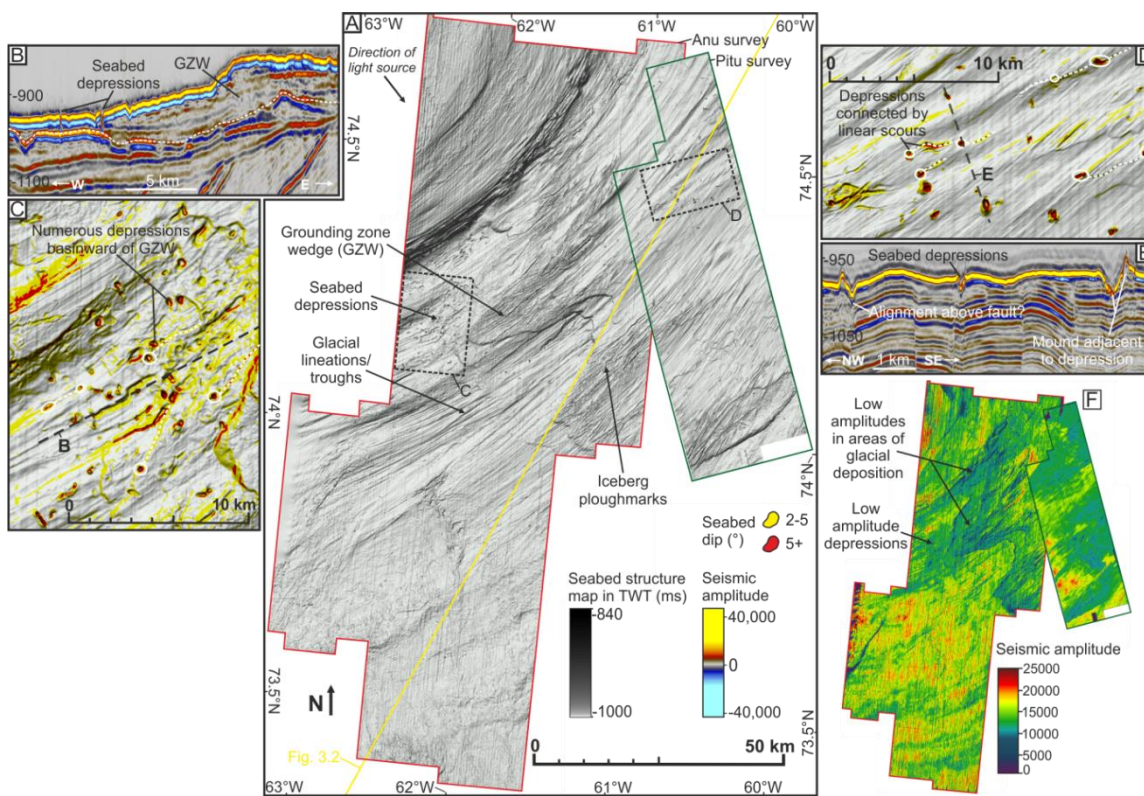 B
Seabed
depressions
GZW
-900
-1100
W
5 km
E
C
Numerous depressions
basinward of GZW
B
0
10 km
A
63°W
62°W
61°W
60°W
Direction of
light source
Anu survey
Pitu survey
74.5°N
74.5°N
D
Grounding zone
wedge (GZW)
Seabed
depressions
Glacial
lineations/
troughs
C
74°N
74°N
Iceberg
ploughmarks
Seabed
dip (°)
2-5
5+
Seabed structure
map in TWT (ms)
-840
-1000
Seismic
amplitude
40,000
0
-40,000
73.5°N
73.5°N
N
0
50 km
Fig. 3.2
63°W
62°W
61°W
D
0
10 km
Depressions
connected by
linear scours
E
E
-950
Seabed depressions
Alignment above fault?
-1050
NW
1 km
SE
Mound adjacent
to depression
F
Low
amplitudes
in areas of
glacial
deposition
Low
amplitude
depressions
Seismic amplitude
25000
20000
15000
10000
5000
0